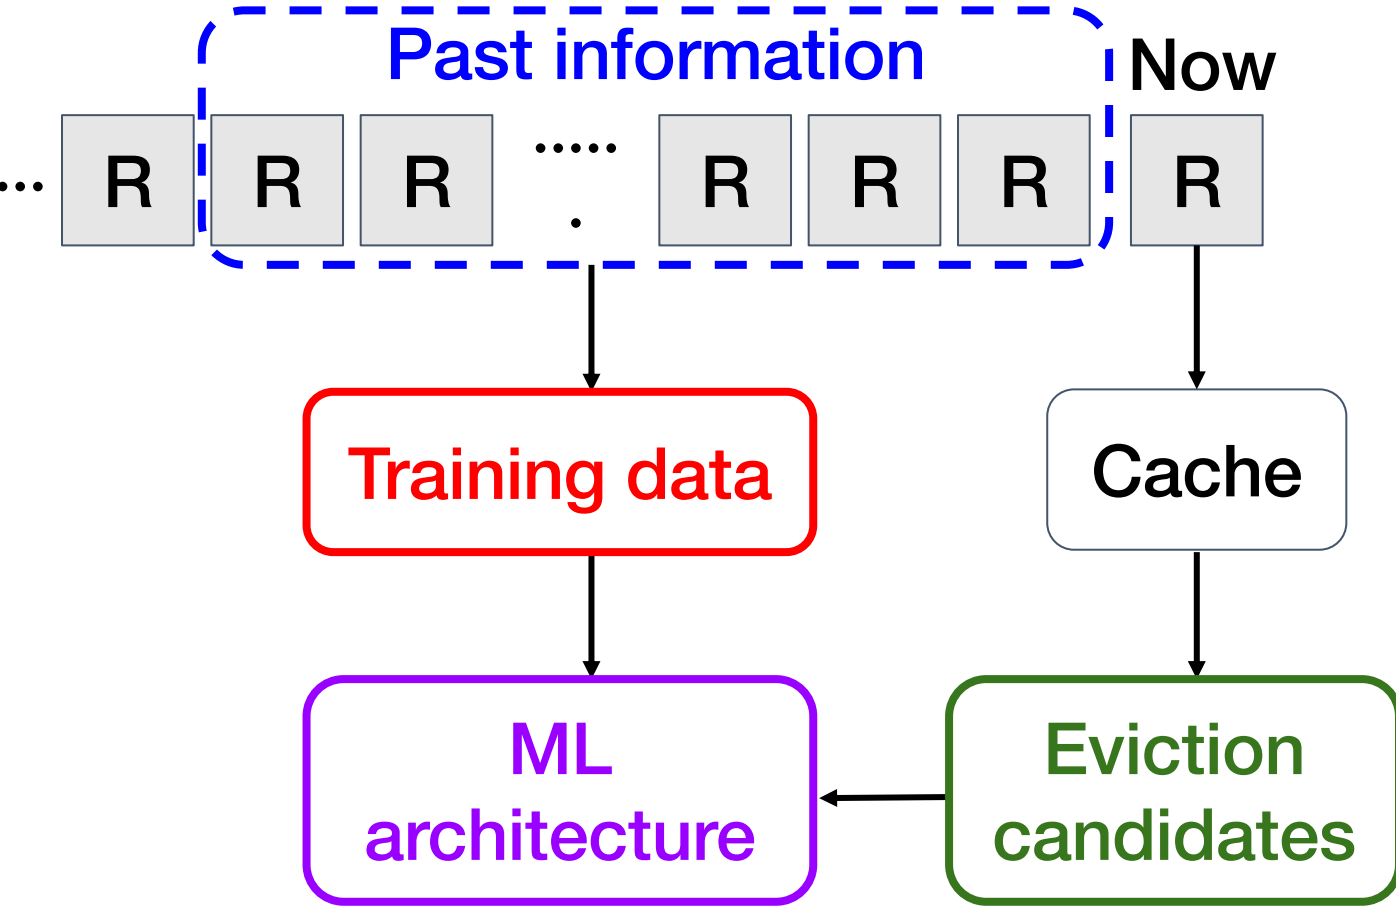 Past information
Now
... R R R ..... R R R R
.
Training data
Cache
ML
architecture
Eviction
candidates